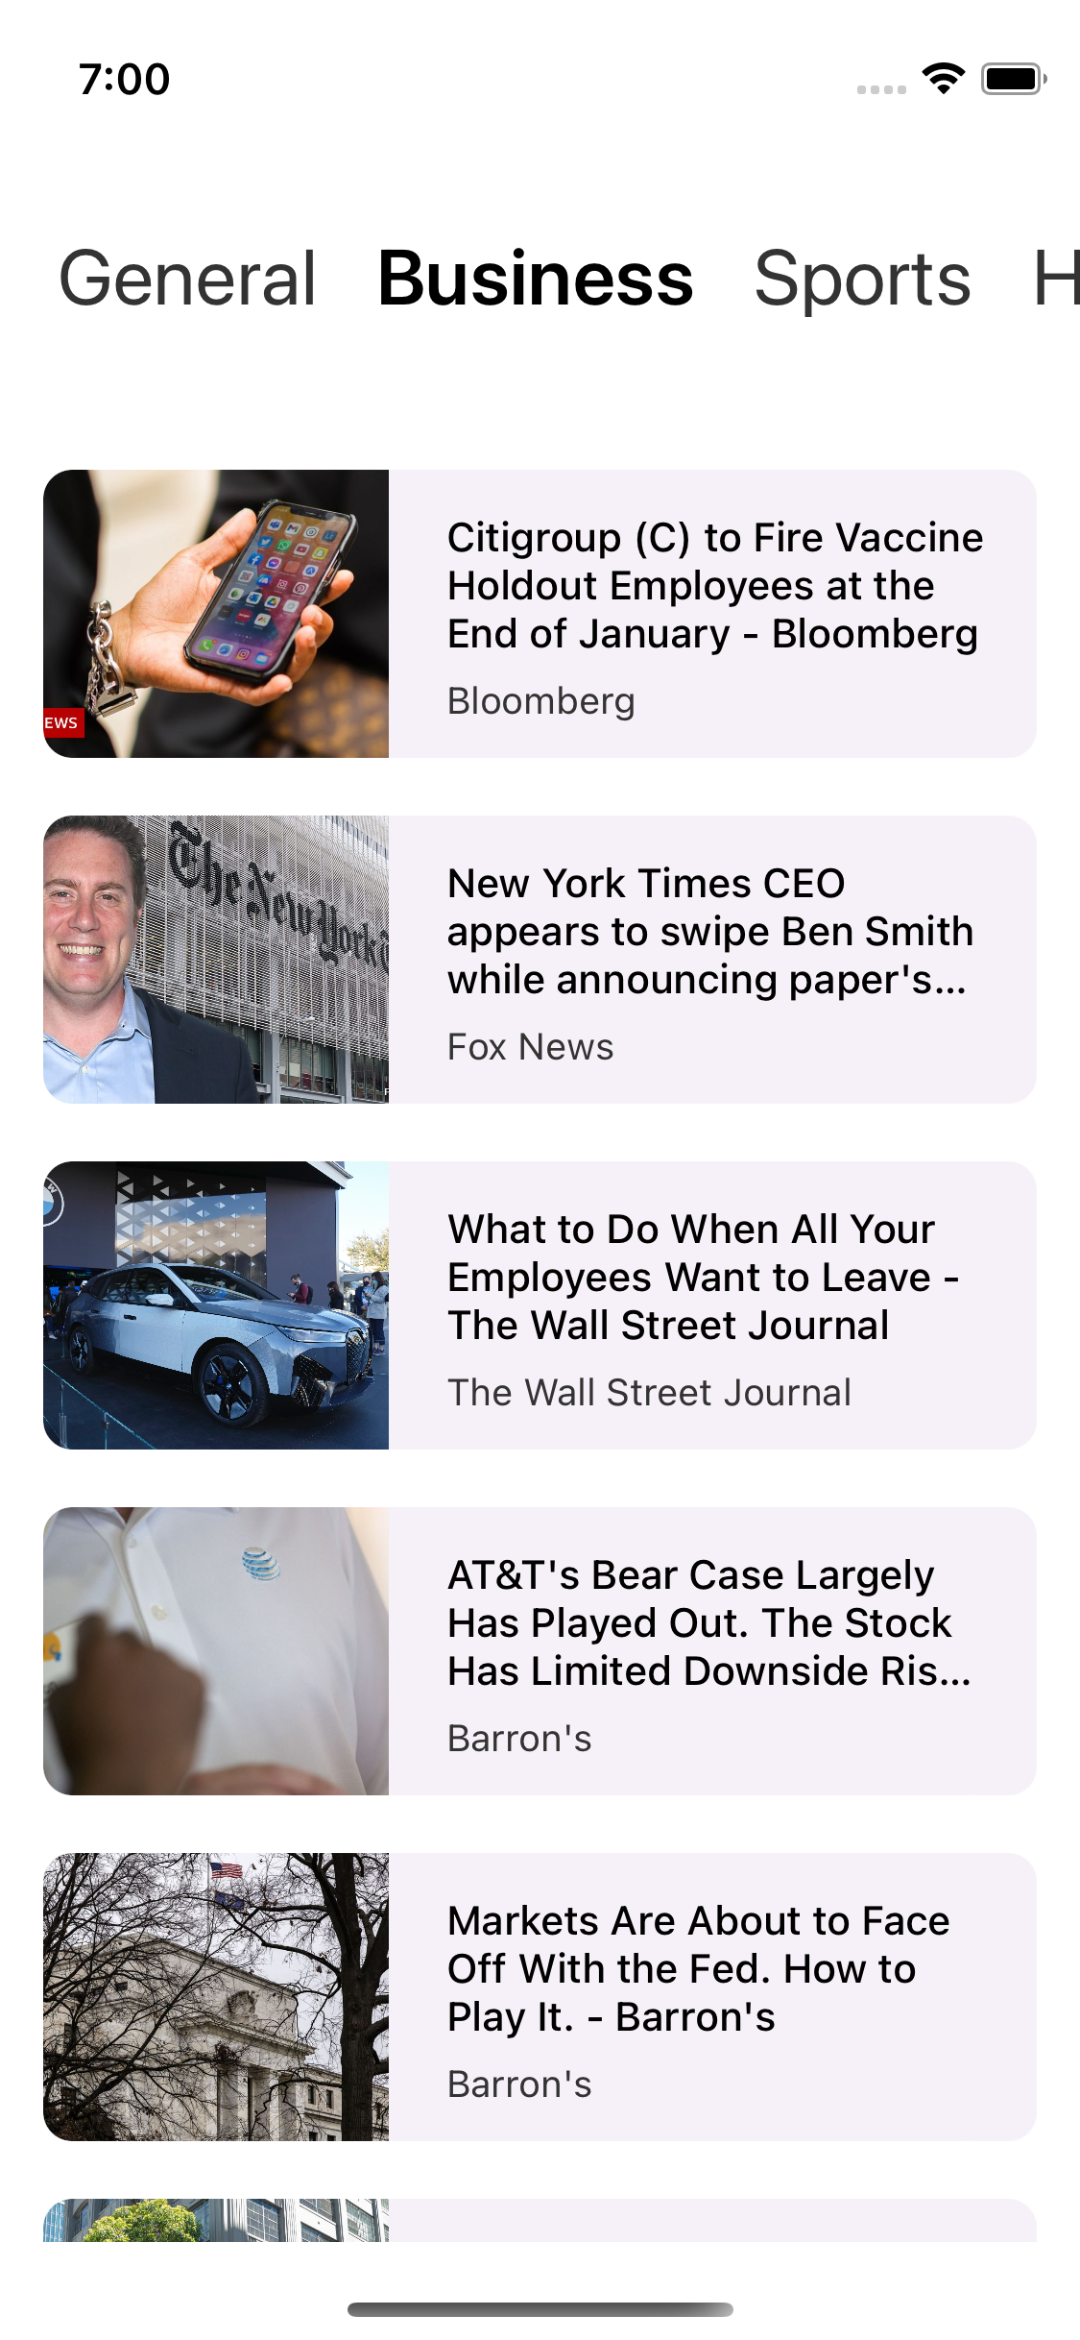 7:00
General Business Sports H
Citigroup (C) to Fire Vaccine
Holdout Employees at the
End of January - Bloomberg
Bloomberg
EWS
The New York
New York Times CEO
appears to swipe Ben Smith
while announcing paper's...
Fox News
What to Do When All Your
Employees Want to Leave -
The Wall Street Journal
The Wall Street Journal
AT&T's Bear Case Largely
Has Played Out. The Stock
Has Limited Downside Ris...
Barron's
Markets Are About to Face
Off With the Fed. How to
Play It. - Barron's
Barron's